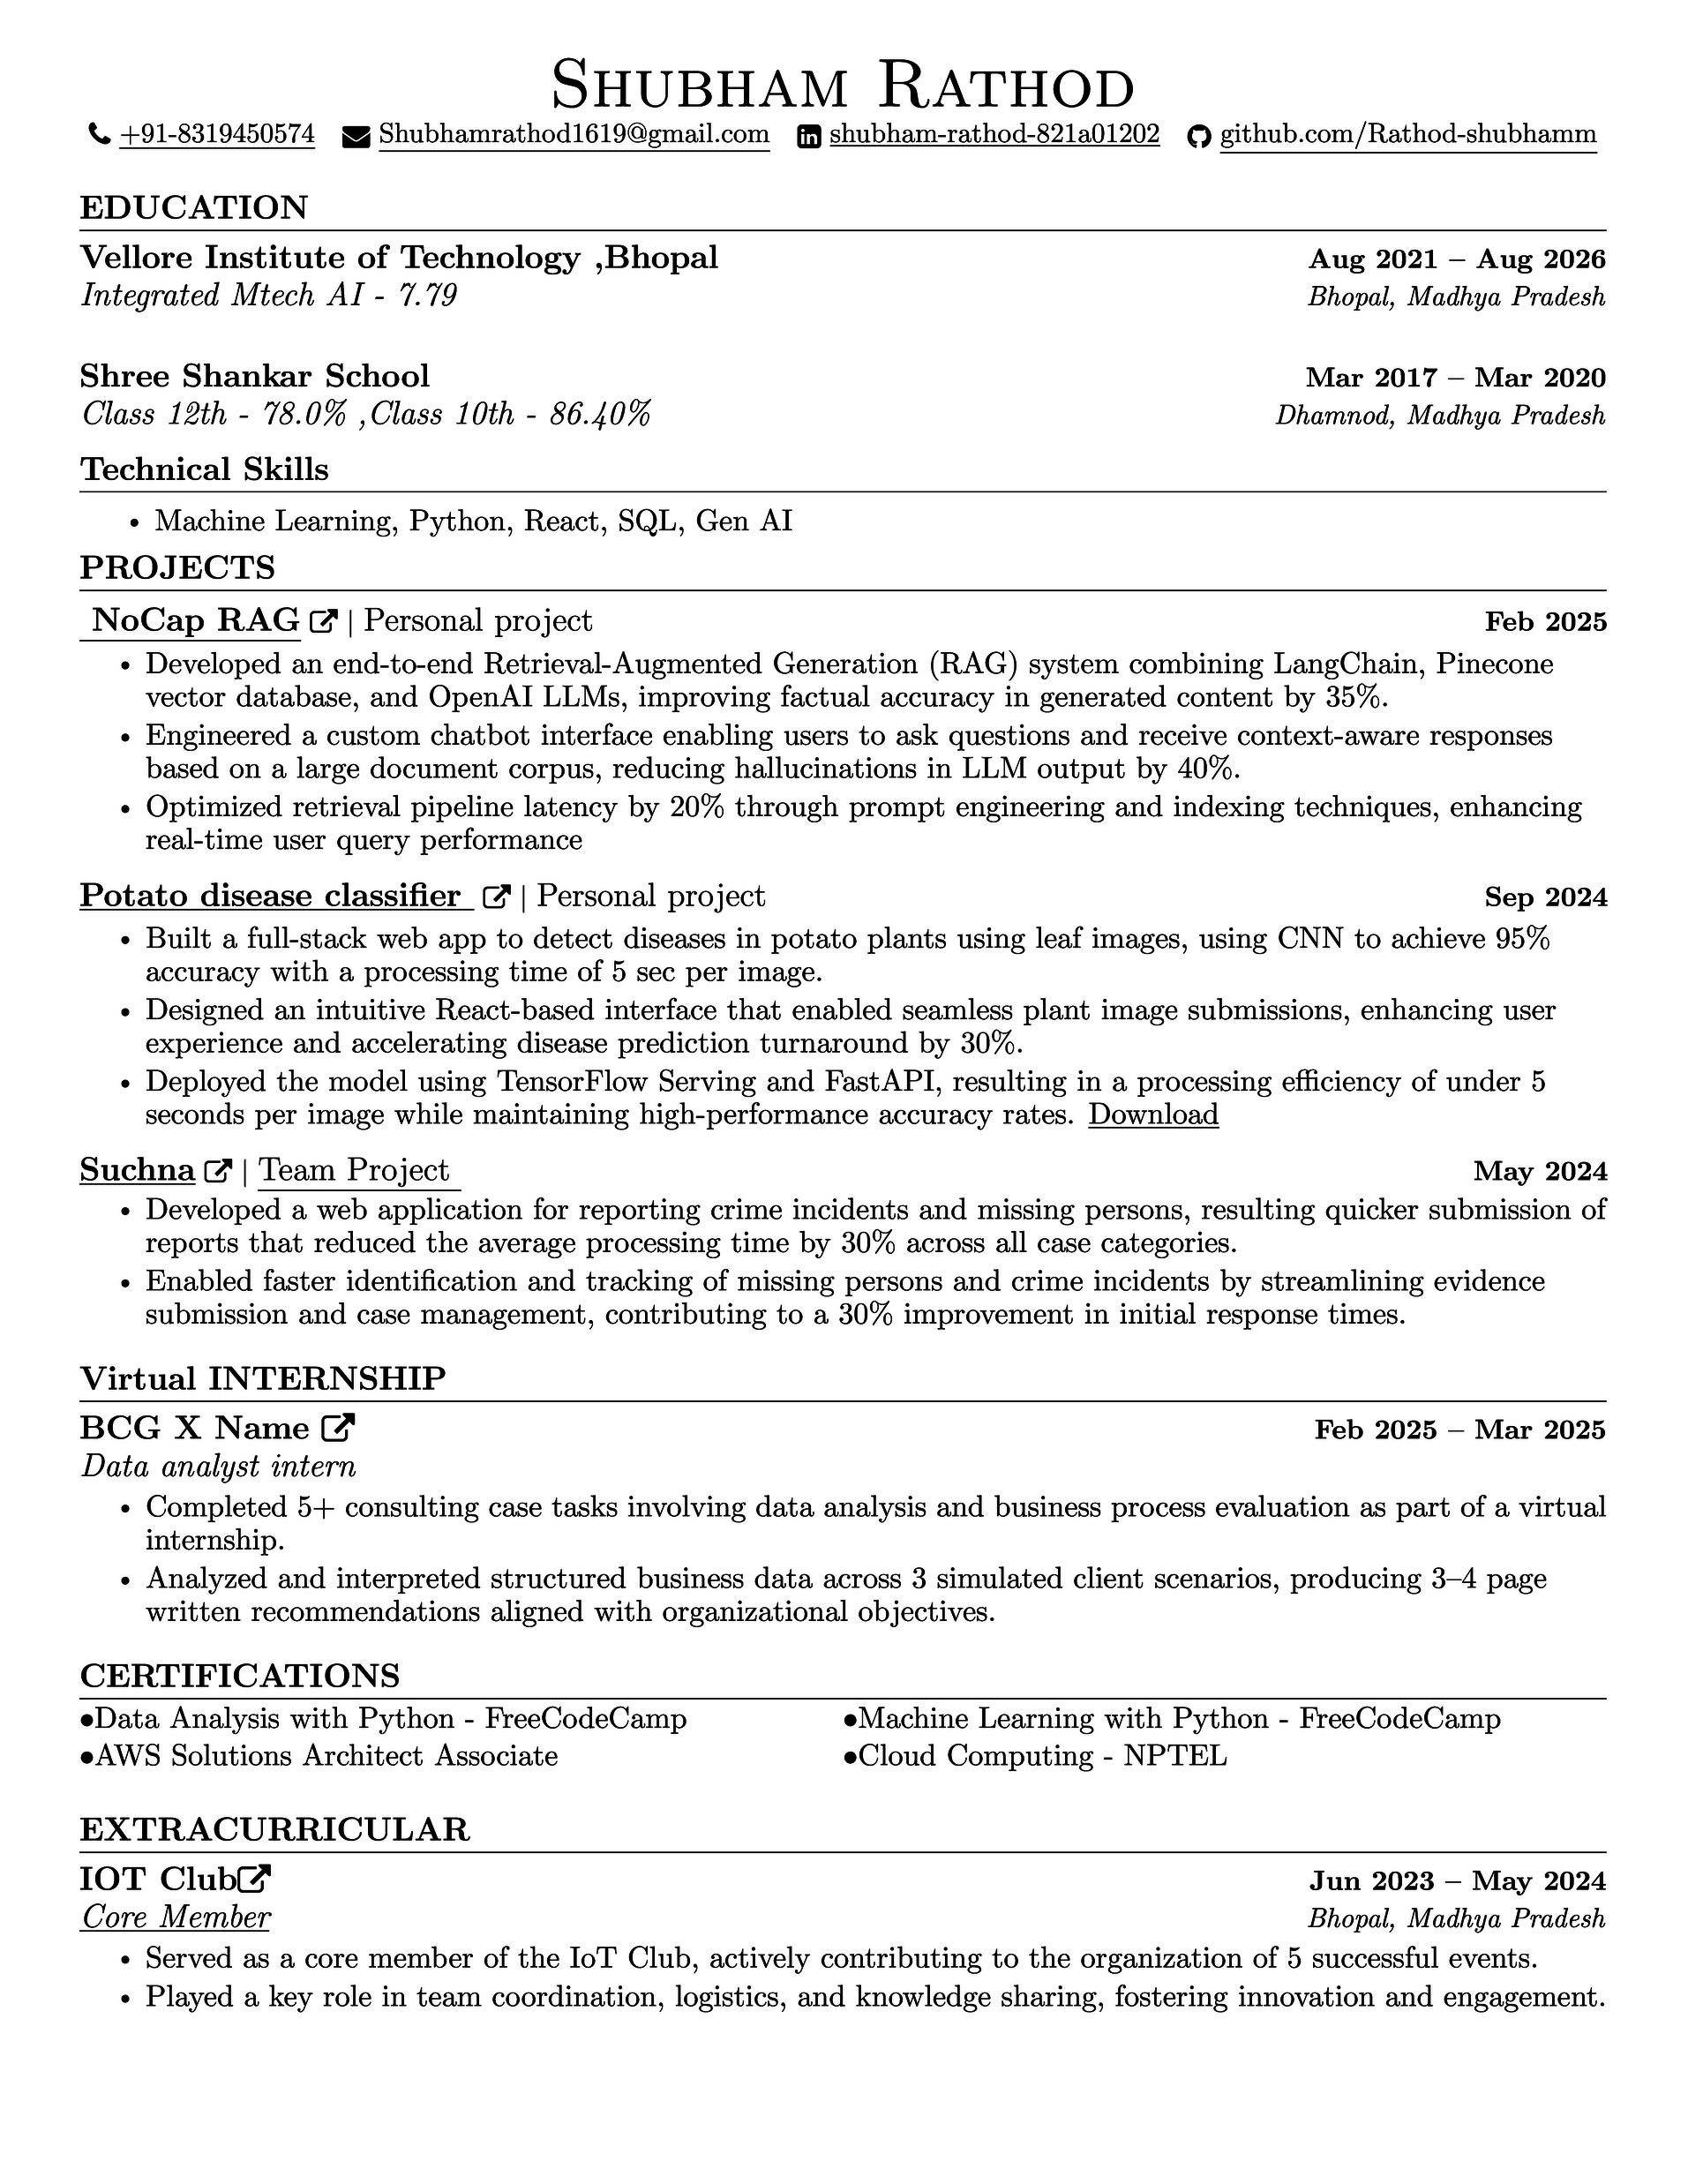 Shubham Rathod
+91-8319450574 Shubhamrathod1619@gmail.com shubham-rathod-821a01202 github.com/Rathod-shubhamm
EDUCATION
Vellore Institute of Technology ,Bhopal Aug 2021 – Aug 2026
Integrated Mtech AI - 7.79 Bhopal, Madhya Pradesh
Shree Shankar School Mar 2017 – Mar 2020
Class 12th - 78.0% ,Class 10th - 86.40% Dhamnod, Madhya Pradesh
Technical Skills
• Machine Learning, Python, React, SQL, Gen AI
PROJECTS
NoCap RAG | Personal project Feb 2025
• Developed an end-to-end Retrieval-Augmented Generation (RAG) system combining LangChain, Pinecone
vector database, and OpenAI LLMs, improving factual accuracy in generated content by 35%.
• Engineered a custom chatbot interface enabling users to ask questions and receive context-aware responses
based on a large document corpus, reducing hallucinations in LLM output by 40%.
• Optimized retrieval pipeline latency by 20% through prompt engineering and indexing techniques, enhancing
real-time user query performance
Potato disease classifier | Personal project Sep 2024
• Built a full-stack web app to detect diseases in potato plants using leaf images, using CNN to achieve 95%
accuracy with a processing time of 5 sec per image.
• Designed an intuitive React-based interface that enabled seamless plant image submissions, enhancing user
experience and accelerating disease prediction turnaround by 30%.
• Deployed the model using TensorFlow Serving and FastAPI, resulting in a processing efficiency of under 5
seconds per image while maintaining high-performance accuracy rates. Download
Suchna | Team Project May 2024
• Developed a web application for reporting crime incidents and missing persons, resulting quicker submission of
reports that reduced the average processing time by 30% across all case categories.
• Enabled faster identification and tracking of missing persons and crime incidents by streamlining evidence
submission and case management, contributing to a 30% improvement in initial response times.
Virtual INTERNSHIP
BCG X Name Feb 2025 – Mar 2025
Data analyst intern
• Completed 5+ consulting case tasks involving data analysis and business process evaluation as part of a virtual
internship.
• Analyzed and interpreted structured business data across 3 simulated client scenarios, producing 3–4 page
written recommendations aligned with organizational objectives.
CERTIFICATIONS
•Data Analysis with Python - FreeCodeCamp •Machine Learning with Python - FreeCodeCamp
•AWS Solutions Architect Associate •Cloud Computing - NPTEL
EXTRACURRICULAR
IOT Club Jun 2023 – May 2024
Core Member Bhopal, Madhya Pradesh
• Served as a core member of the IoT Club, actively contributing to the organization of 5 successful events.
• Played a key role in team coordination, logistics, and knowledge sharing, fostering innovation and engagement.